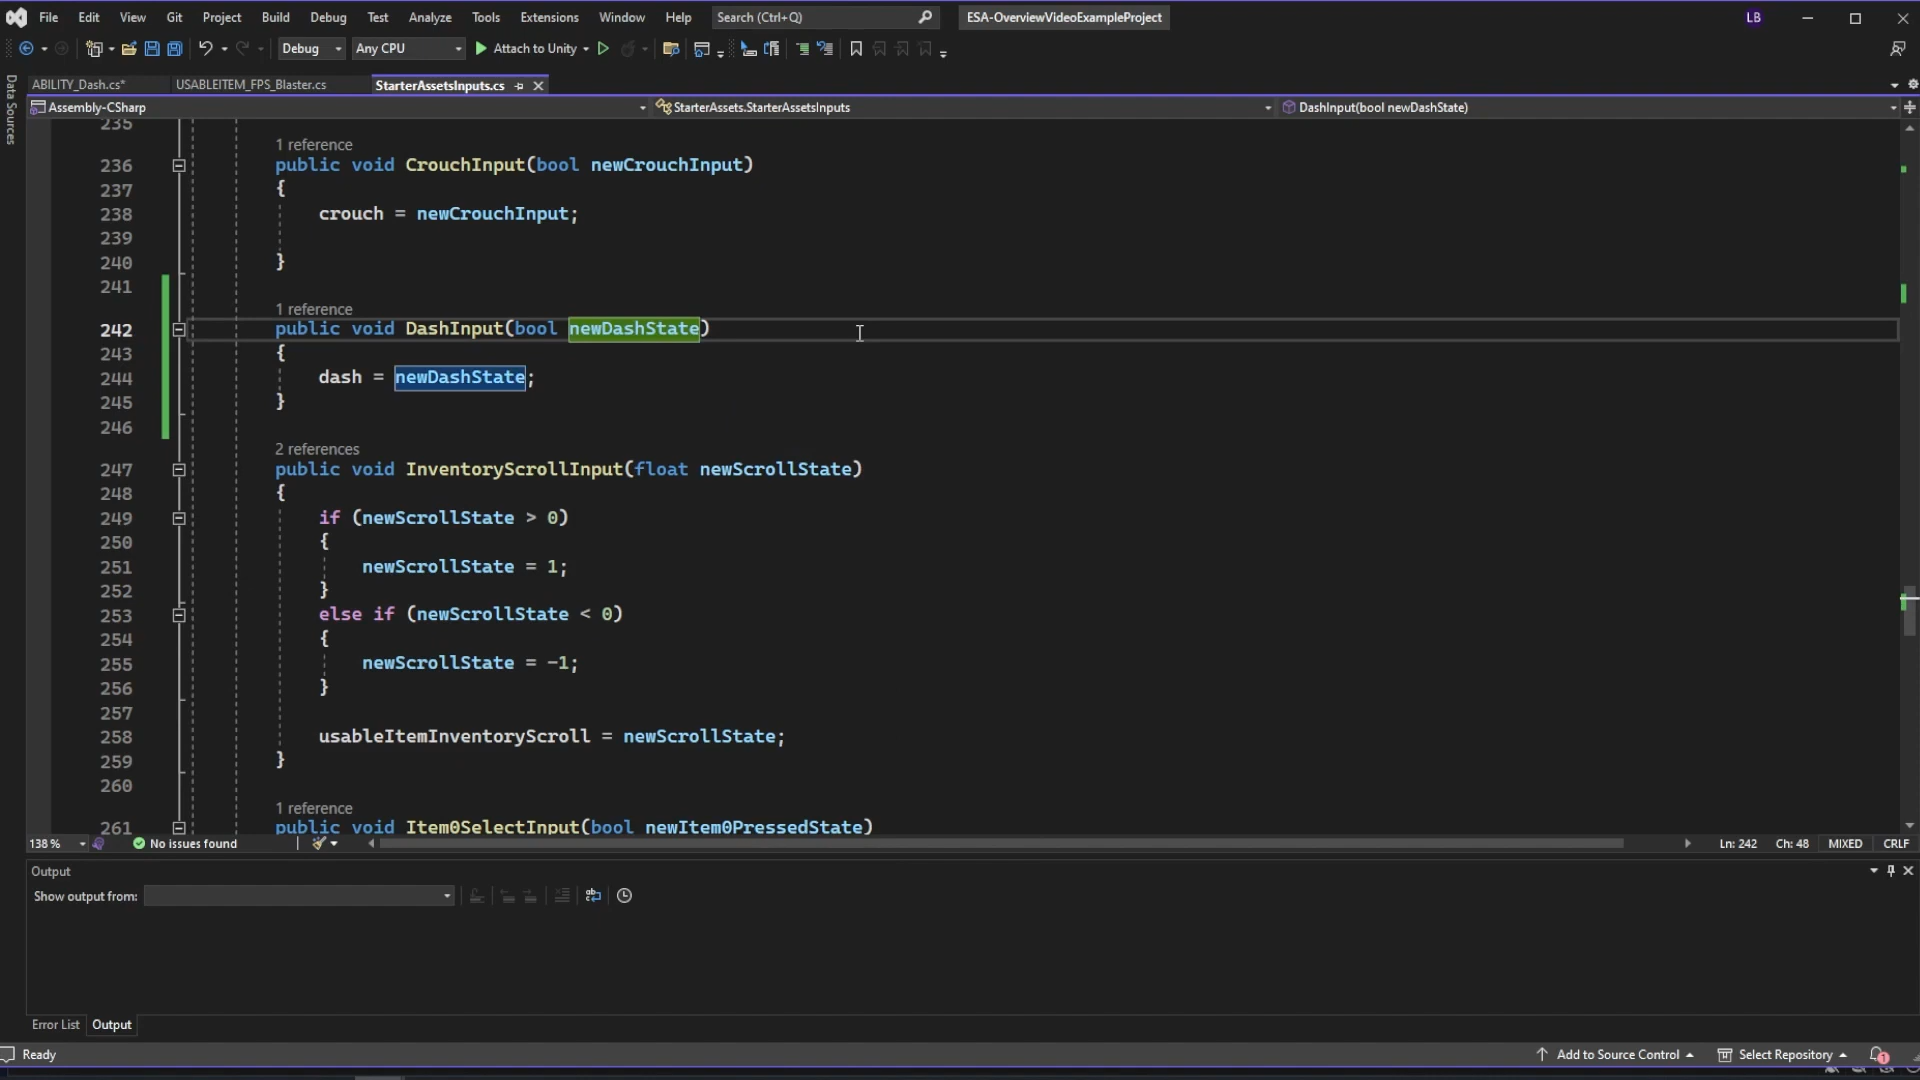 File Edit View Git Project Build Debug Test Analyze Tools Extensions Window Help Search (Ctrl+Q) ESA-OverviewVideoExampleProject LB
Debug Any CPU Attach to Unity
Data Sources
ABILITY_Dash.cs* USABLEITEM_FPS_Blaster.cs StarterAssetsInputs.cs
Assembly-CSharp StarterAssets.StarterAssetsInputs DashInput(bool newDashState)
235
1 reference
236 public void CrouchInput(bool newCrouchInput)
237 {
238 crouch = newCrouchInput;
239
240 }
241
1 reference
242 public void DashInput(bool newDashState)
243 {
244 dash = newDashState;
245 }
246
2 references
247 public void InventoryScrollInput(float newScrollState)
248 {
249 if (newScrollState > 0)
250 {
251 newScrollState = 1;
252 }
253 else if (newScrollState < 0)
254 {
255 newScrollState = -1;
256 }
257
258 usableItemInventoryScroll = newScrollState;
259 }
260
1 reference
261 public void Item0SelectInput(bool newItem0PressedState)
138 % No issues found Ln: 242 Ch: 48 MIXED CRLF
Output
Show output from:
Error List Output
Ready Add to Source Control Select Repository 1